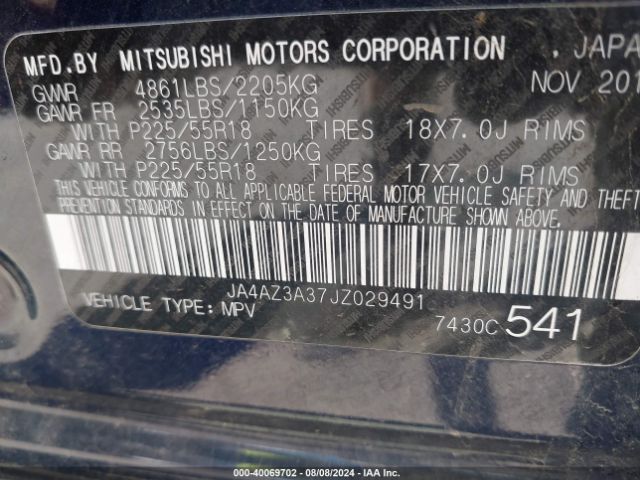 MFD.BY MITSUBISHI MOTORS CORPORATION . JAPA
GVWR 4861LBS/2205KG NOV 201
GAWR FR 2535LBS/1150KG
WITH P225/55R18 TIRES 18X7.0J RIMS
GAWR RR 2756LBS/1250KG
WITH P225/55R18 TIRES 17X7.0J RIMS
THIS VEHICLE CONFORMS TO ALL APPLICABLE FEDERAL MOTOR VEHICLE SAFETY AND THEFT
PREVENTION STANDARDS IN EFFECT ON THE DATE OF MANUFACTURE SHOWN ABOVE.
JA4AZ3A37JZ029491
VEHICLE TYPE: MPV 7430C 541
000-40069702 - 08/08/2024 - IAA Inc.